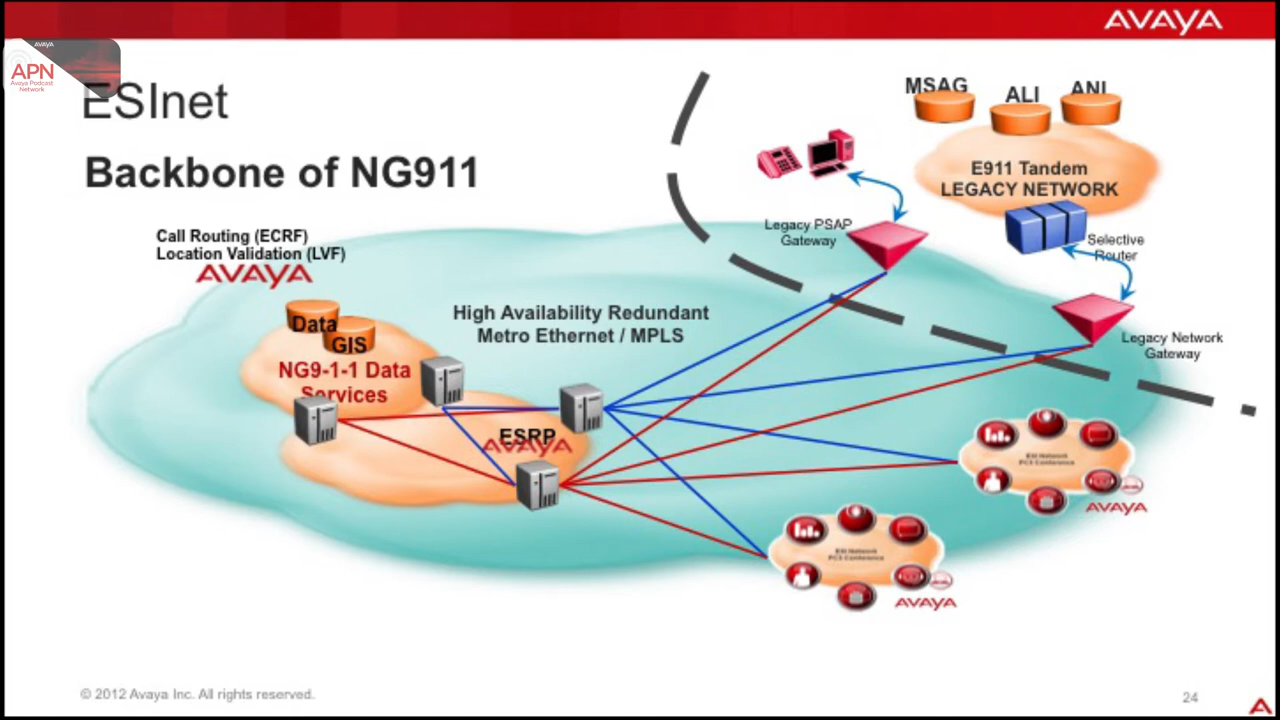 AVAYA
AVAYA
APN
Avaya Podcast
Network
ESInet
Backbone of NG911
MSAG
ALI
ANI
E911 Tandem
LEGACY NETWORK
Legacy PSAP
Gateway
Selective
Router
Call Routing (ECRF)
Location Validation (LVF)
AVAYA
High Availability Redundant
Metro Ethernet / MPLS
Data
GIS
NG9-1-1 Data
Services
Legacy Network
Gateway
ESRP
AVAYA
AVAYA
AVAYA
© 2012 Avaya Inc. All rights reserved.
24